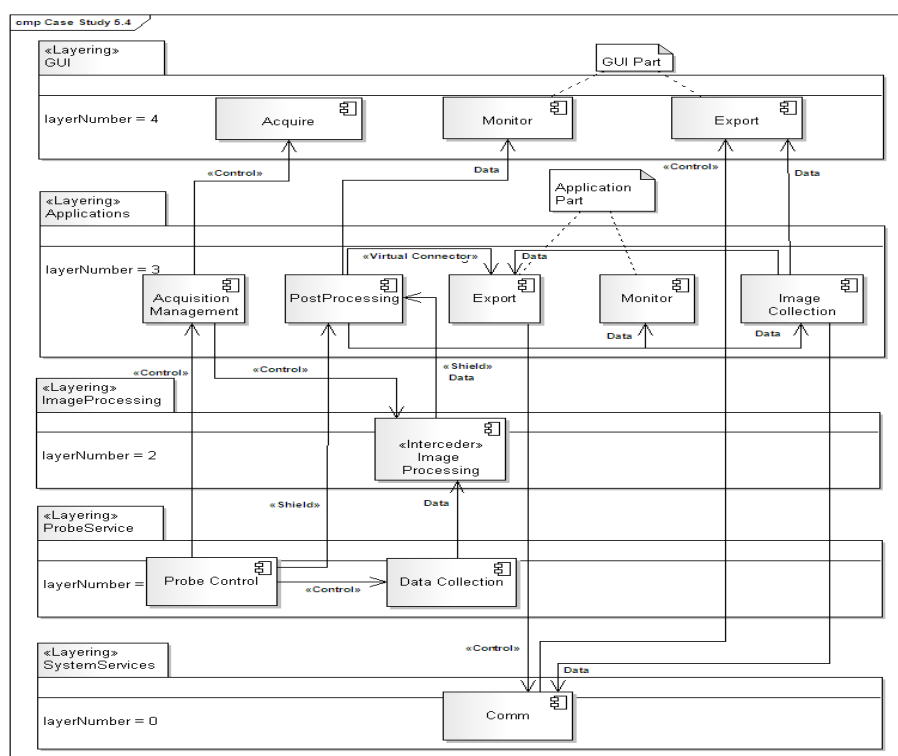 cmp Case Study 5.4
«Layering»
GUI
GUI Part
layerNumber = 4
Acquire
Monitor
Export
«Control»
Data
«Control»
Data
«Layering»
Applications
Application
Part
layerNumber = 3
«Virtual Connector»
Data
Acquisition
Management
PostProcessing
Export
Monitor
Image
Collection
Data
Data
«Control»
«Control»
«Shield»
Data
«Layering»
ImageProcessing
layerNumber = 2
«Interceder»
Image
Processing
«Shield»
Data
«Layering»
ProbeService
layerNumber =
Probe Control
Data Collection
«Control»
«Layering»
SystemServices
«Control»
Data
layerNumber = 0
Comm